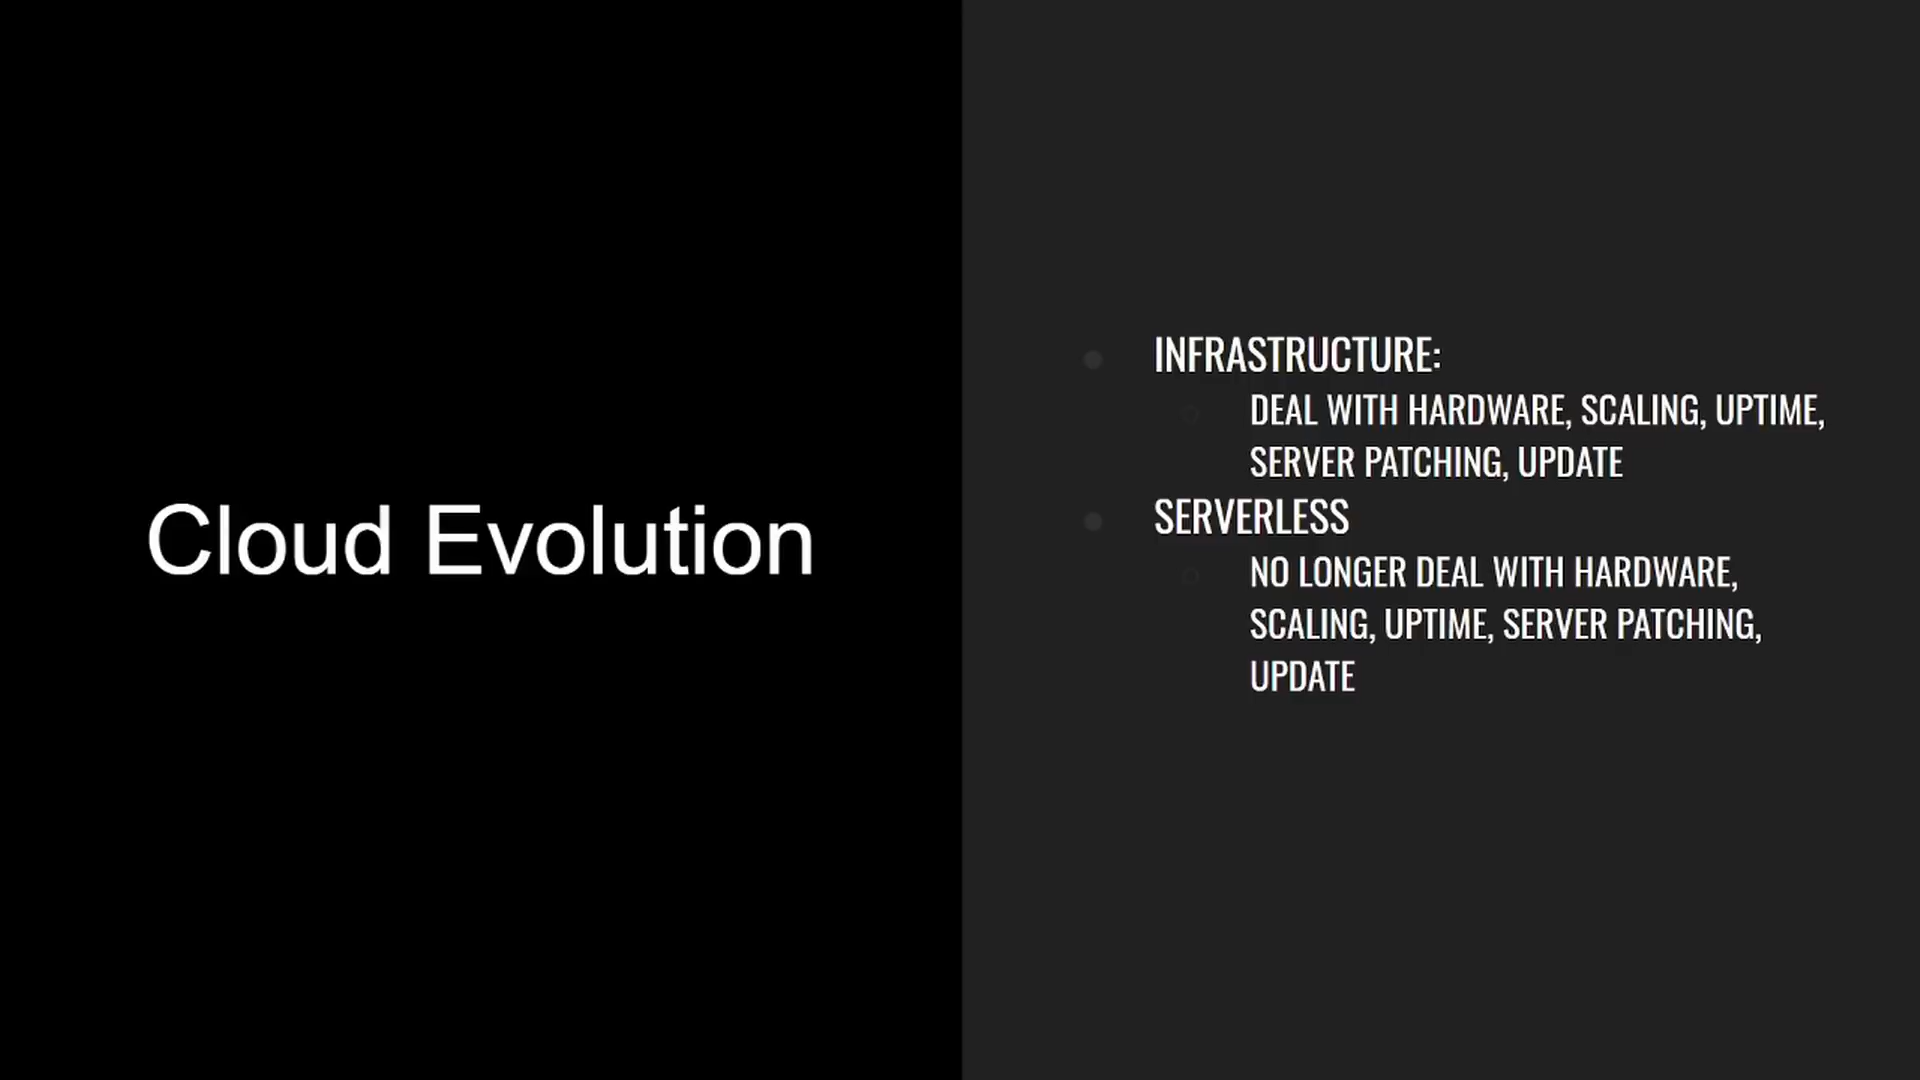 Cloud Evolution
INFRASTRUCTURE:
DEAL WITH HARDWARE, SCALING, UPTIME,
SERVER PATCHING, UPDATE
SERVERLESS
NO LONGER DEAL WITH HARDWARE,
SCALING, UPTIME, SERVER PATCHING,
UPDATE